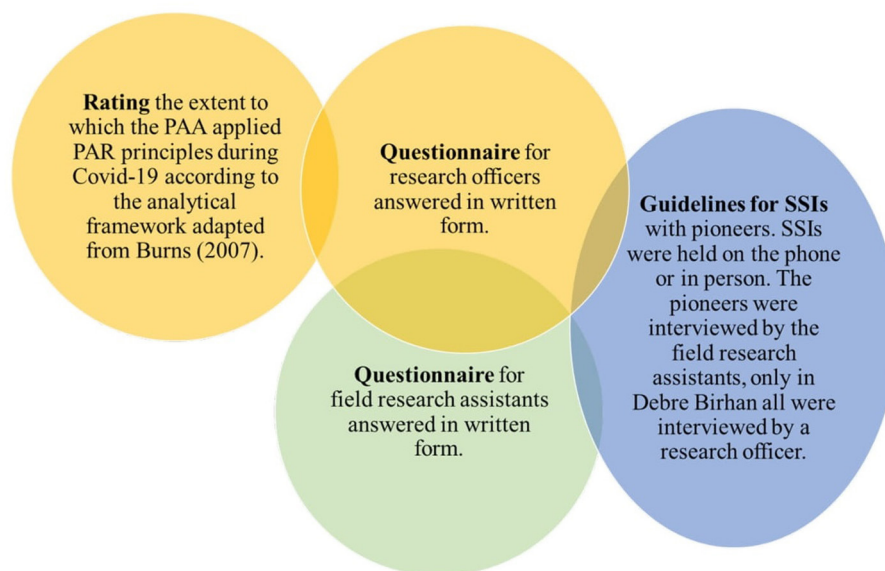 Rating the extent to
which the PAA applied
PAR principles during
Covid-19 according to
the analytical
framework adapted
from Burns (2007).
Questionnaire for
research officers
answered in written
form.
Questionnaire for
field research assistants
answered in written
form.
Guidelines for SSIs
with pioneers. SSIs
were held on the phone
or in person. The
pioneers were
interviewed by the
field research
assistants, only in
Debre Birhan all were
interviewed by a
research officer.